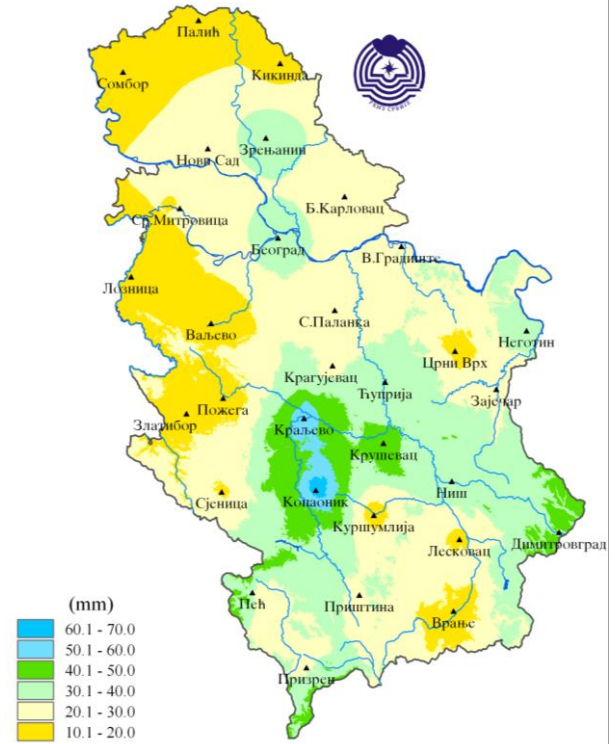 Палић
Кикинда
Сомбор
Зрењанин
Нови Сад
Б.Карловац
Ср.Митровица
Београд
В.Градиште
Лозница
С.Паланка
Ваљево
Неготин
Црни Врх
Крагујевац
Ћуприја
Зајечар
Пожега
Златибор
Краљево
Крушевац
Ниш
Сјеница
Копаоник
Куршумлија
Лесковац
Димитровград
Пећ
Приштина
Врање
Призрен
(mm)
60.1 - 70.0
50.1 - 60.0
40.1 - 50.0
30.1 - 40.0
20.1 - 30.0
10.1 - 20.0